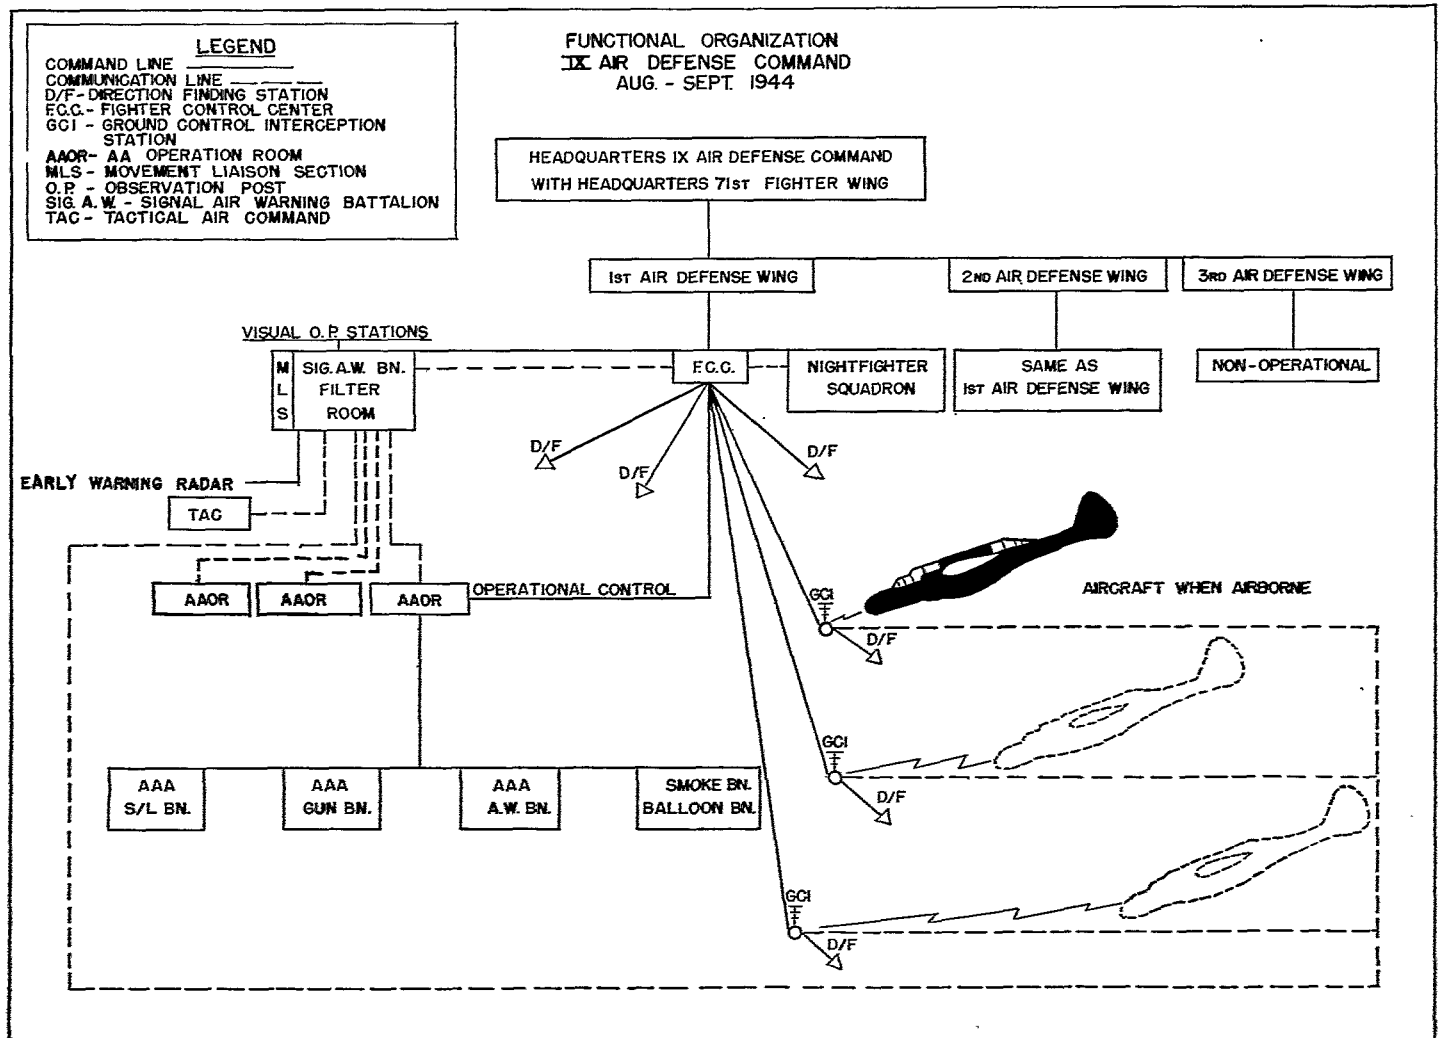 LEGEND
COMMAND LINE
COMMUNICATION LINE
D/F - DIRECTION FINDING STATION
F.C.C. - FIGHTER CONTROL CENTER
GCI - GROUND CONTROL INTERCEPTION
STATION
AAOR - AA OPERATION ROOM
MLS - MOVEMENT LIAISON SECTION
O.P. - OBSERVATION POST
SIG. A.W. - SIGNAL AIR WARNING BATTALION
TAC - TACTICAL AIR COMMAND
FUNCTIONAL ORGANIZATION
IX AIR DEFENSE COMMAND
AUG. - SEPT. 1944
HEADQUARTERS IX AIR DEFENSE COMMAND
WITH HEADQUARTERS 71ST FIGHTER WING
1ST AIR DEFENSE WING
2ND AIR DEFENSE WING
3RD AIR DEFENSE WING
VISUAL O.P. STATIONS
M
L
S
SIG. A.W. BN.
FILTER
ROOM
F.C.C.
NIGHTFIGHTER
SQUADRON
SAME AS
1ST AIR DEFENSE WING
NON-OPERATIONAL
D/F
D/F
D/F
EARLY WARNING RADAR
TAC
AAOR
AAOR
AAOR
OPERATIONAL CONTROL
GCI
D/F
AIRCRAFT WHEN AIRBORNE
GCI
D/F
AAA
S/L BN.
AAA
GUN BN.
AAA
A.W. BN.
SMOKE BN.
BALLOON BN.
GCI
D/F